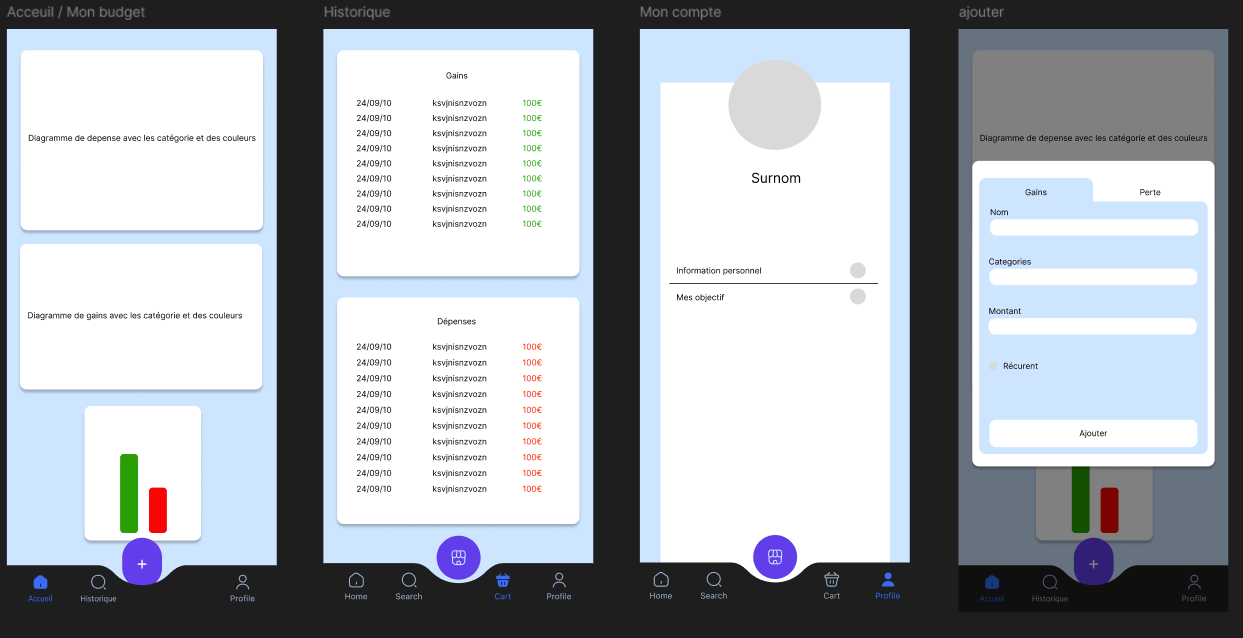 Acceuil / Mon budget
Diagramme de depense avec les catégorie et des couleurs
Diagramme de gains avec les catégorie et des couleurs
+
Accueil
Historique
Profile
Historique
Gains
24/09/10 ksvjnisnzvozn 100€
24/09/10 ksvjnisnzvozn 100€
24/09/10 ksvjnisnzvozn 100€
24/09/10 ksvjnisnzvozn 100€
24/09/10 ksvjnisnzvozn 100€
24/09/10 ksvjnisnzvozn 100€
24/09/10 ksvjnisnzvozn 100€
24/09/10 ksvjnisnzvozn 100€
24/09/10 ksvjnisnzvozn 100€
Dépenses
24/09/10 ksvjnisnzvozn 100€
24/09/10 ksvjnisnzvozn 100€
24/09/10 ksvjnisnzvozn 100€
24/09/10 ksvjnisnzvozn 100€
24/09/10 ksvjnisnzvozn 100€
24/09/10 ksvjnisnzvozn 100€
24/09/10 ksvjnisnzvozn 100€
24/09/10 ksvjnisnzvozn 100€
24/09/10 ksvjnisnzvozn 100€
24/09/10 ksvjnisnzvozn 100€
Home
Search
Cart
Profile
Mon compte
Surnom
Information personnel
Mes objectif
Home
Search
Cart
Profile
ajouter
Diagramme de depense avec les catégorie et des couleurs
Gains
Perte
Nom
Categories
Montant
Récurent
Ajouter
+
Accueil
Historique
Profile